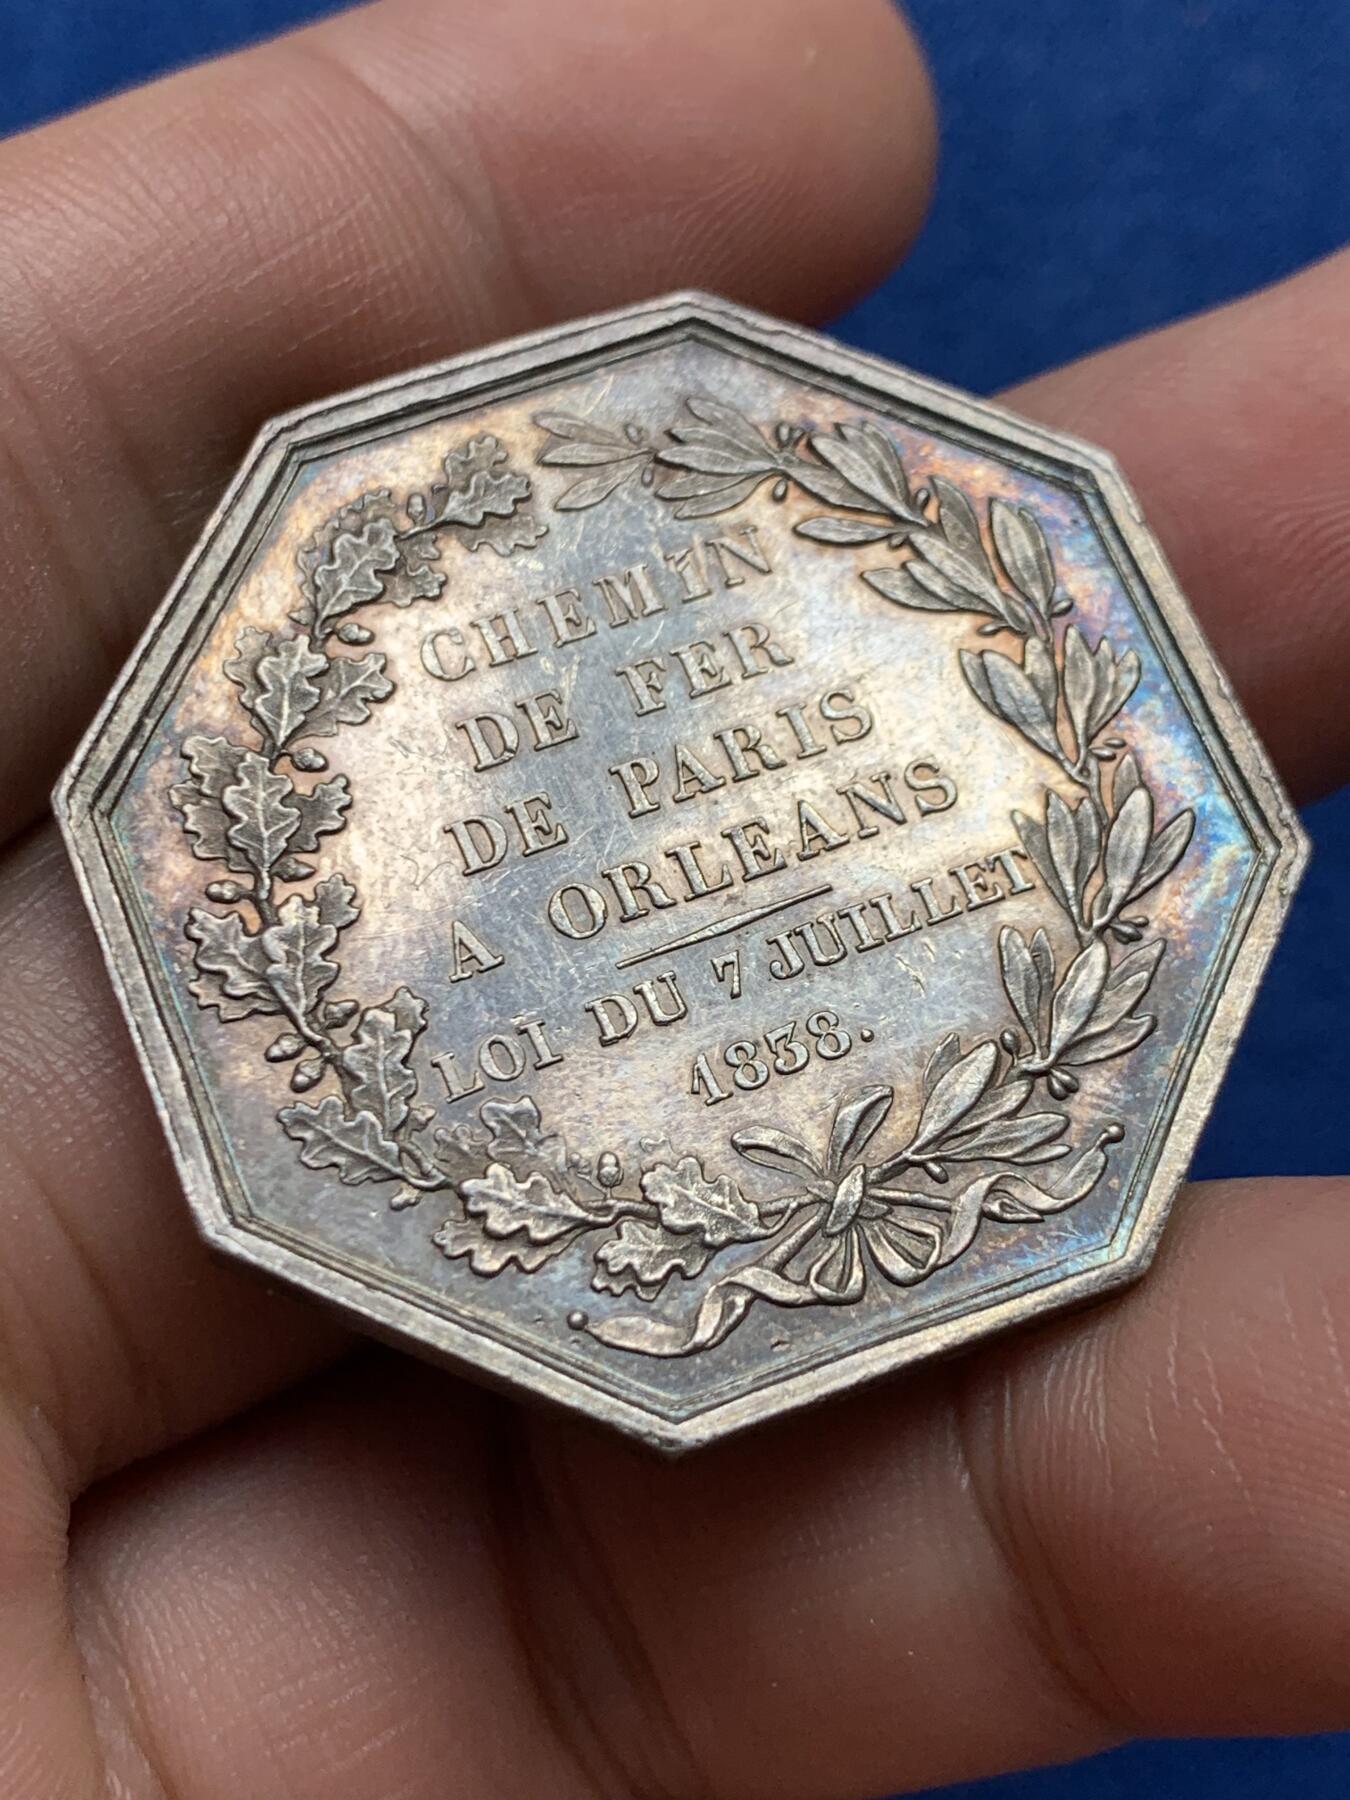 CHEMIN
DE FER
DE PARIS
A ORLEANS
LOI DU 7 JUILLET
1838.